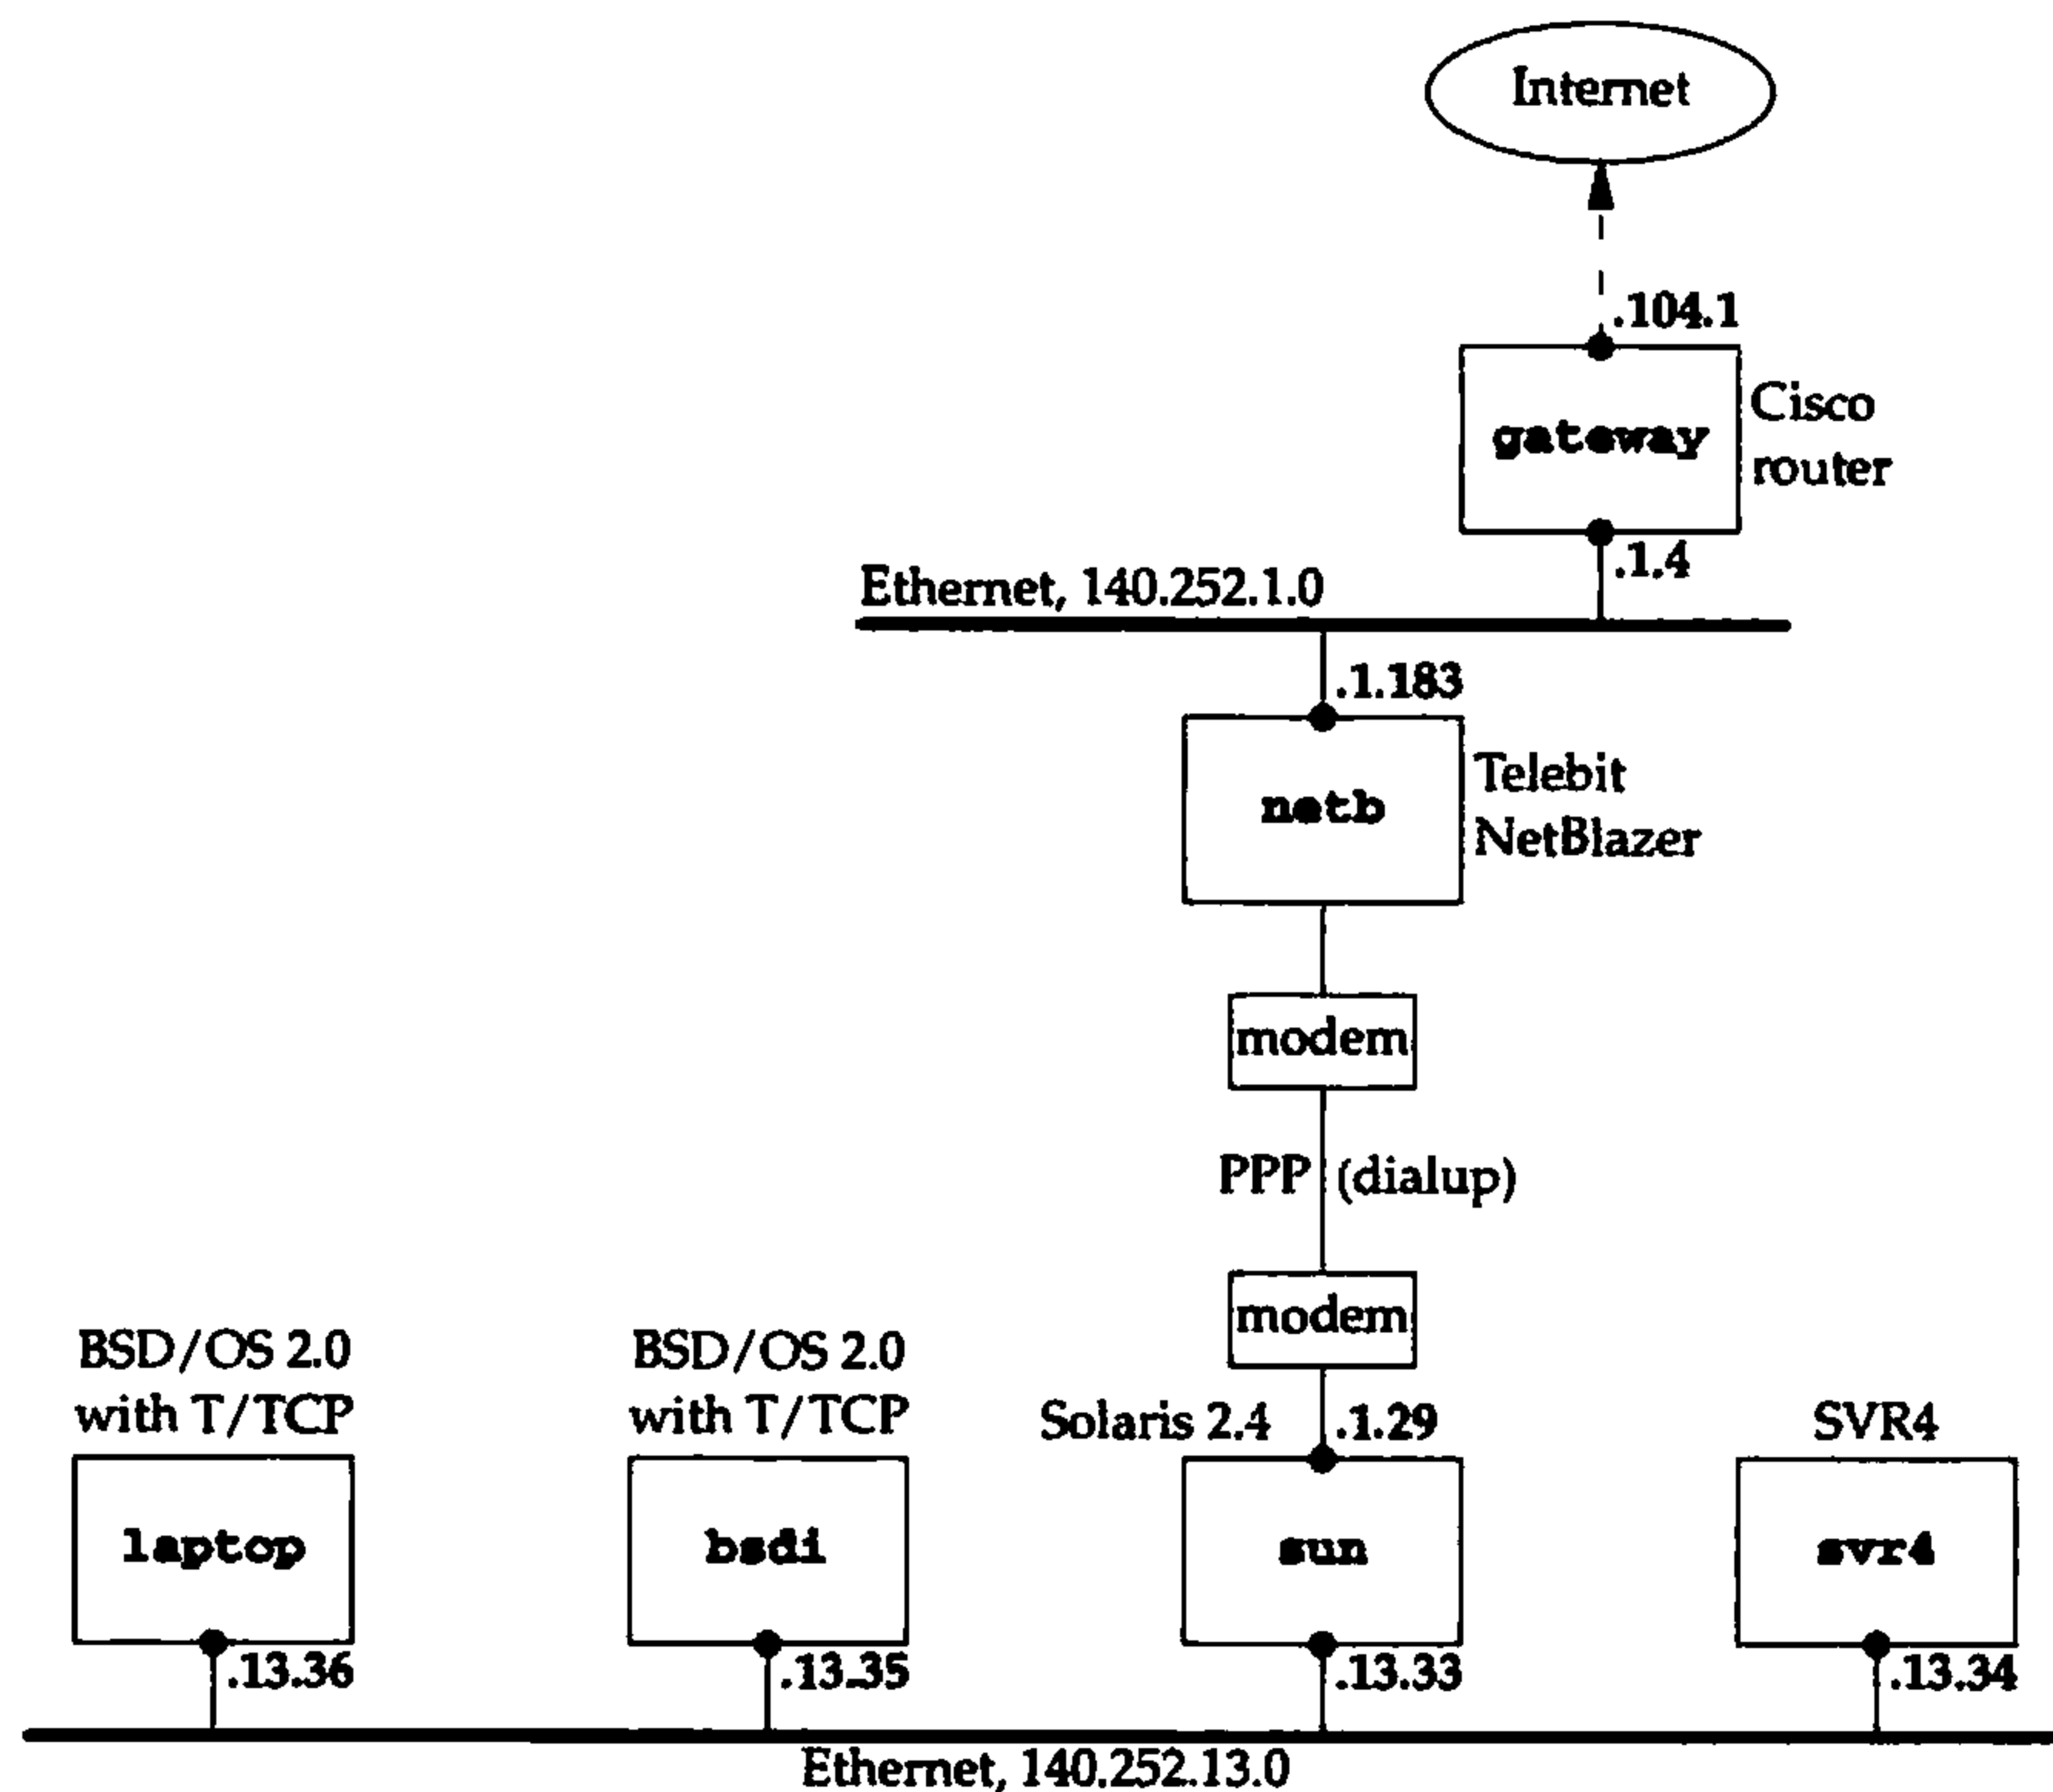 Internet
.104.1
gateway
Cisco
router
.1.4
Ethernet, 140.252.1.0
.1.183
netb
Telebit
NetBlazer
modem
PPP (dialup)
modem
BSD/OS 2.0
with T/TCP
BSD/OS 2.0
with T/TCP
Solaris 2.4
.1.29
SVR4
laptop
bsdi
sun
svr4
.13.36
.13.35
.13.33
.13.34
Ethernet, 140.252.13.0